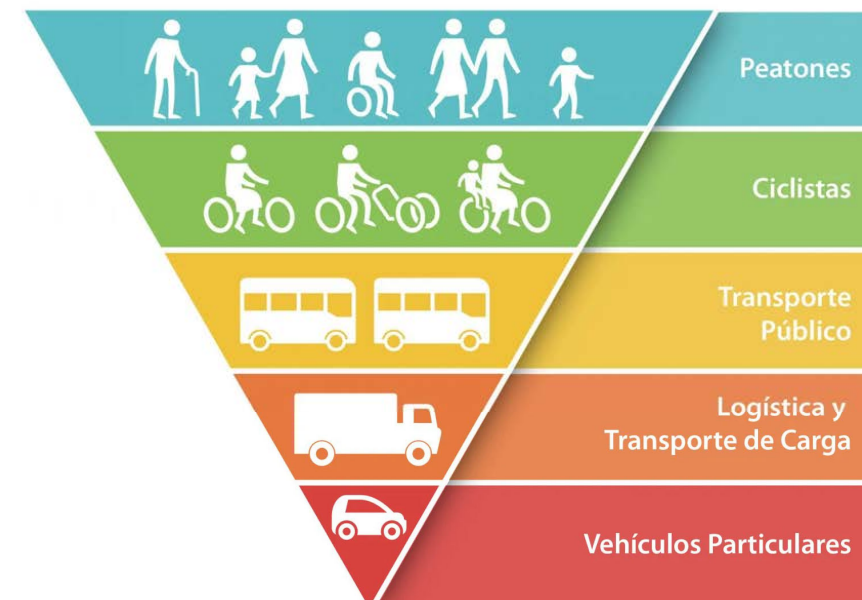 Peatones
Ciclistas
Transporte
Público
Logística y
Transporte de Carga
Vehículos Particulares